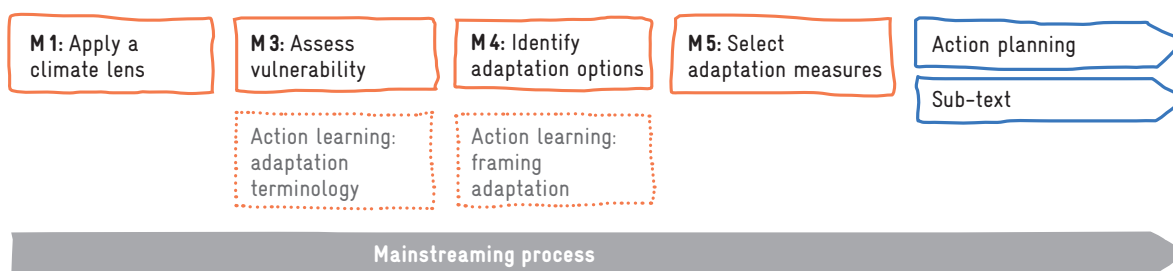 M 1: Apply a
climate lens
M 3: Assess
vulnerability
M 4: Identify
adaptation options
M 5: Select
adaptation measures
Action planning
Sub-text
Action learning:
adaptation
terminology
Action learning:
framing
adaptation
Mainstreaming process